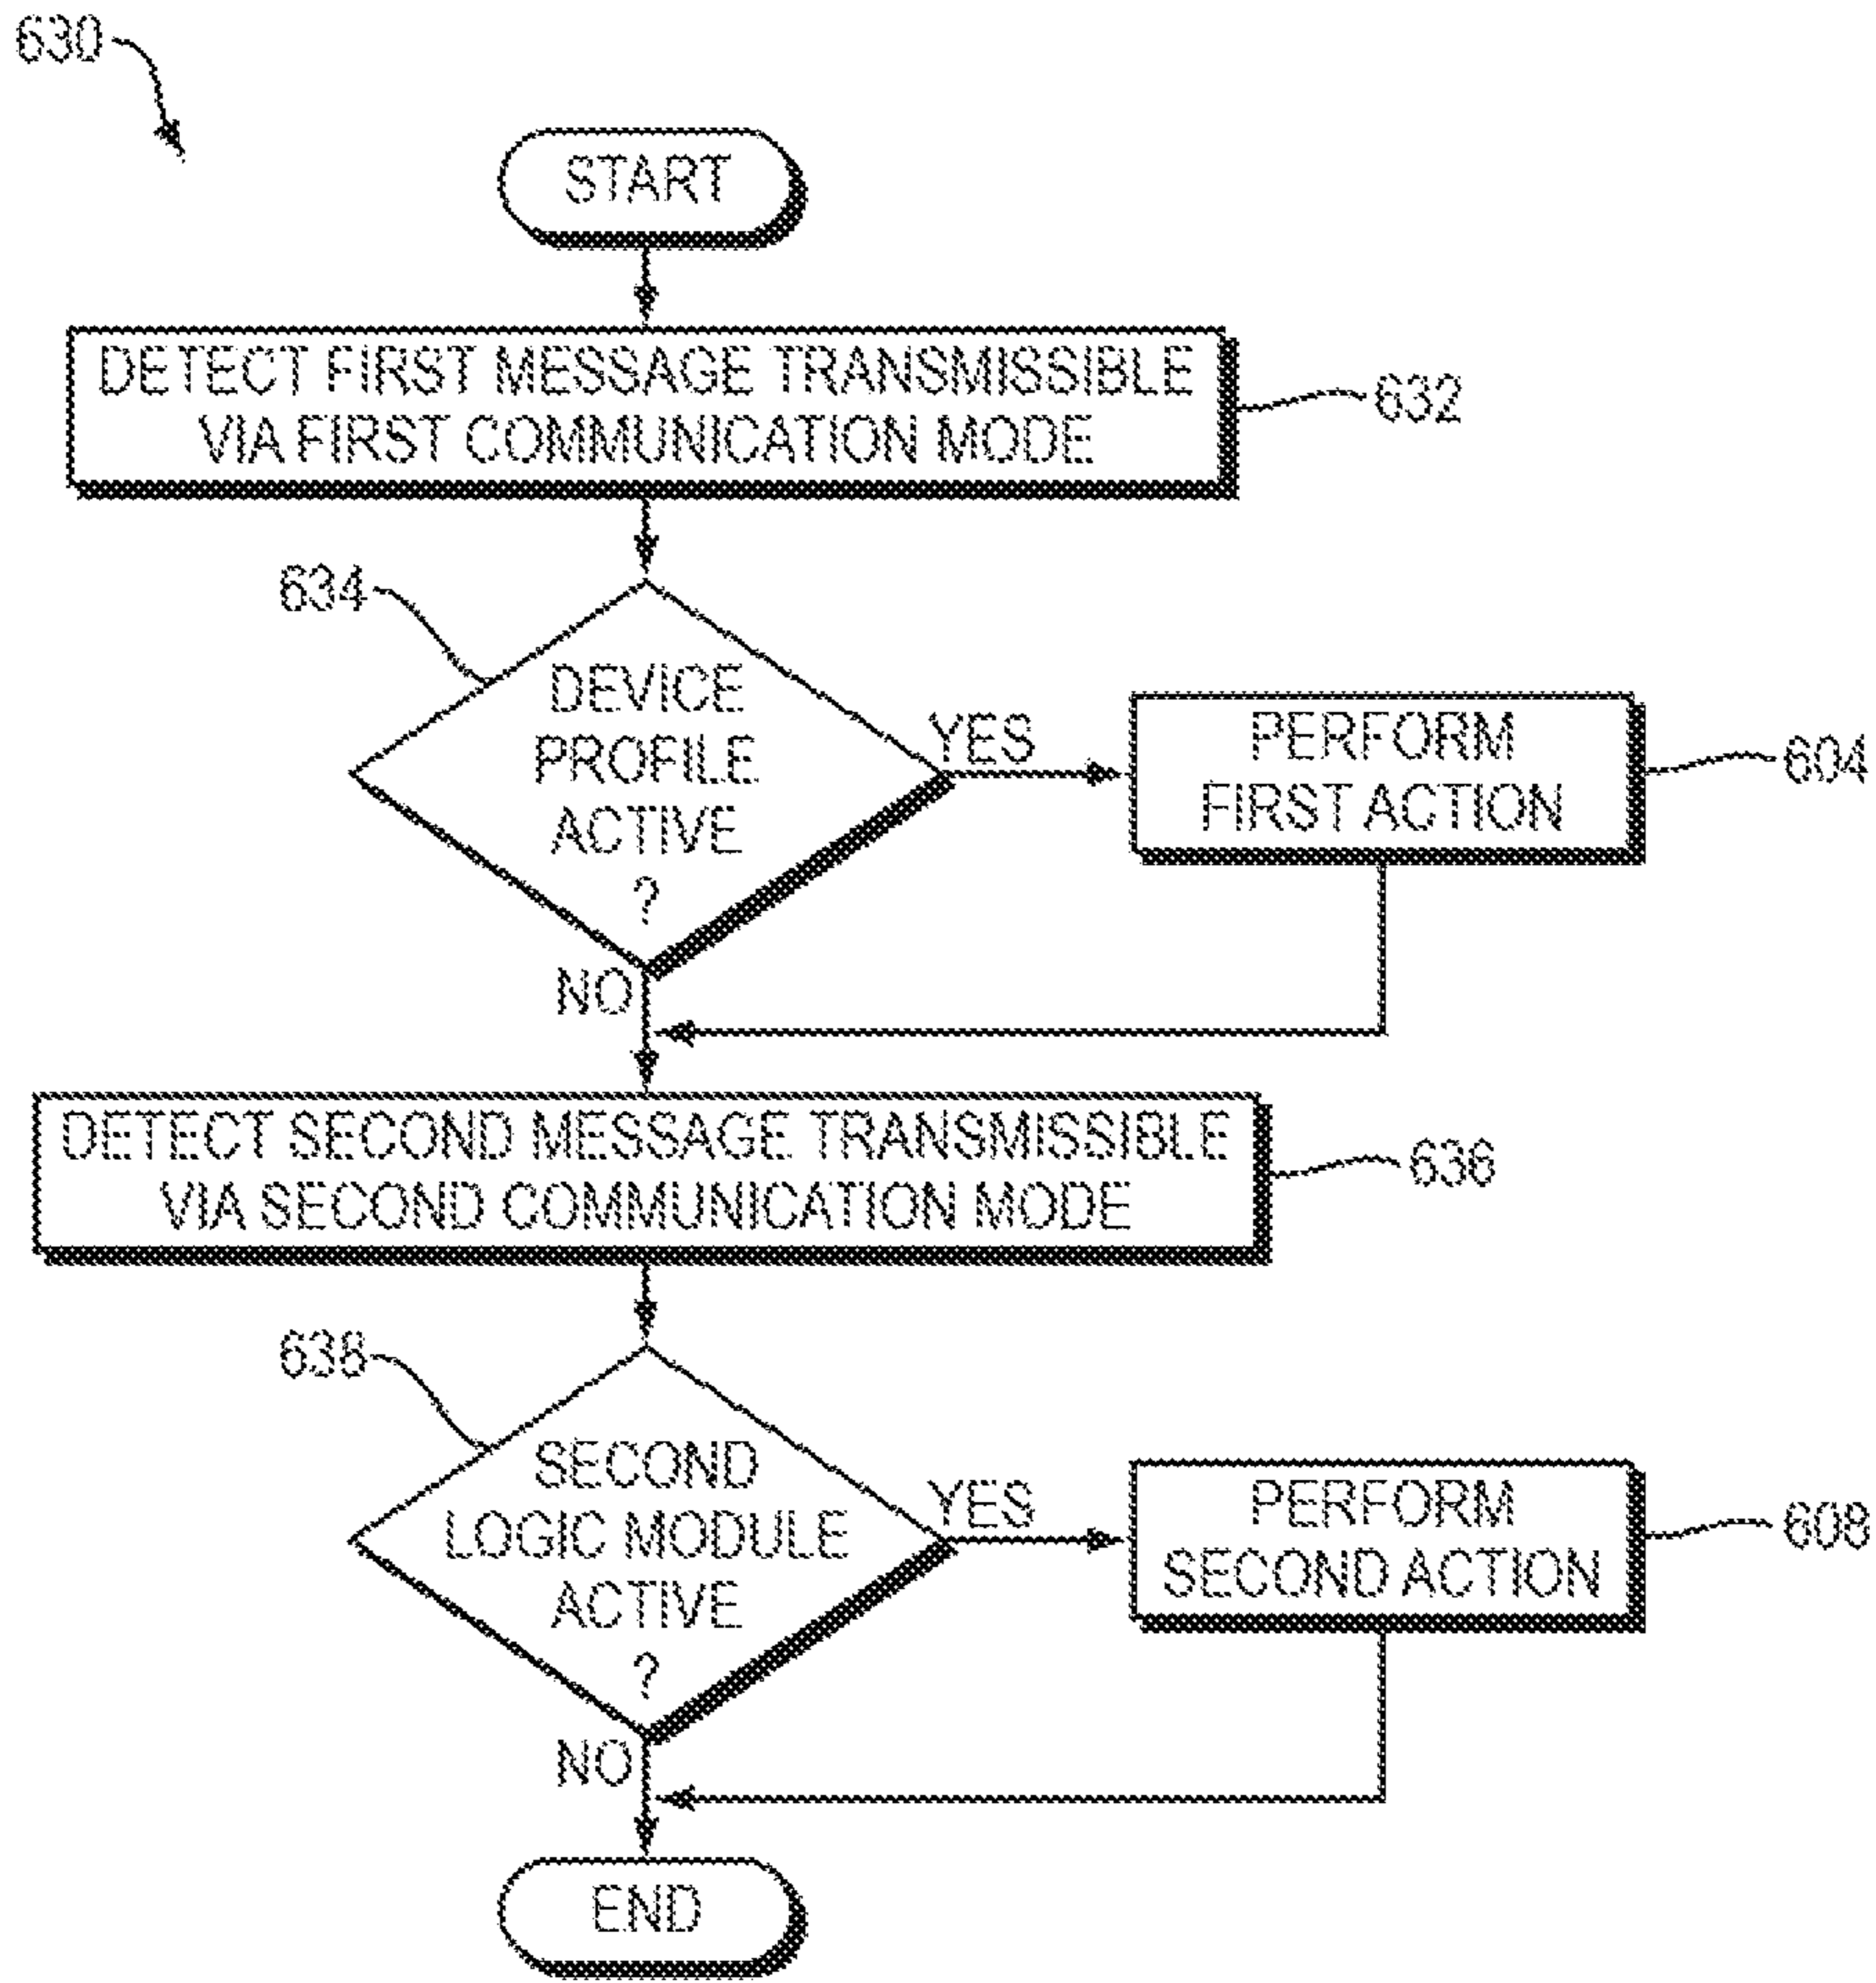 630
START
DETECT FIRST MESSAGE TRANSMISSIBLE
VIA FIRST COMMUNICATION MODE
632
634
DEVICE
PROFILE
ACTIVE
?
YES
PERFORM
FIRST ACTION
604
NO
DETECT SECOND MESSAGE TRANSMISSIBLE
VIA SECOND COMMUNICATION MODE
636
638
SECOND
LOGIC MODULE
ACTIVE
?
YES
PERFORM
SECOND ACTION
608
NO
END